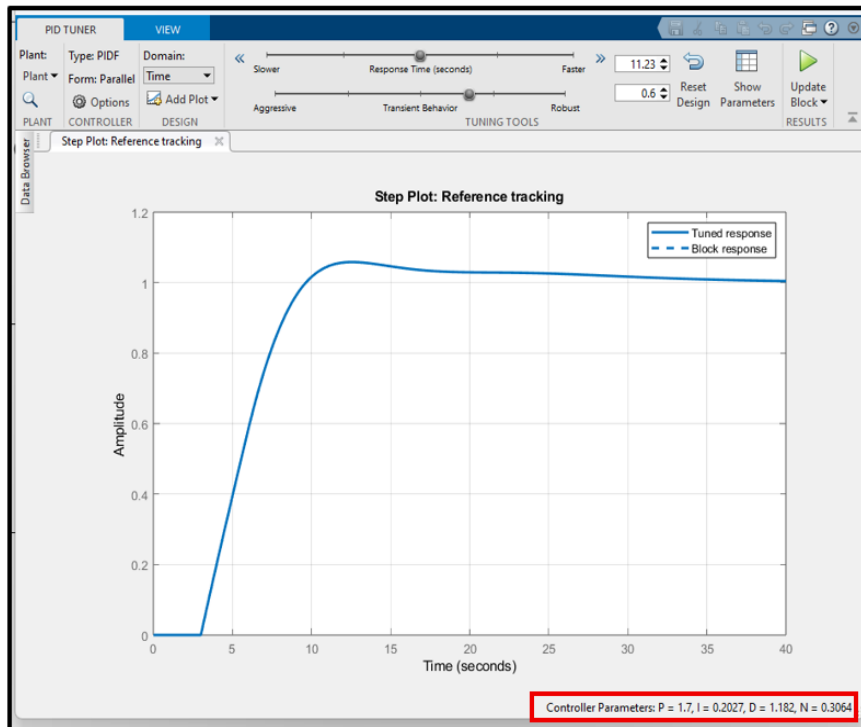 PID TUNER VIEW
Plant: Type: PIDF Domain:
Plant Form: Parallel Time
Options Add Plot
Slower Response Time (seconds) Faster
11.23
Aggressive Transient Behavior Robust
0.6
Reset Design
Show Parameters
Update Block
PLANT CONTROLLER DESIGN TUNING TOOLS RESULTS
Data Browser
Step Plot: Reference tracking
Step Plot: Reference tracking
Tuned response
Block response
Amplitude
1.2
1
0.8
0.6
0.4
0.2
0
0 5 10 15 20 25 30 35 40
Time (seconds)
Controller Parameters: P = 1.7, I = 0.2027, D = 1.182, N = 0.3064